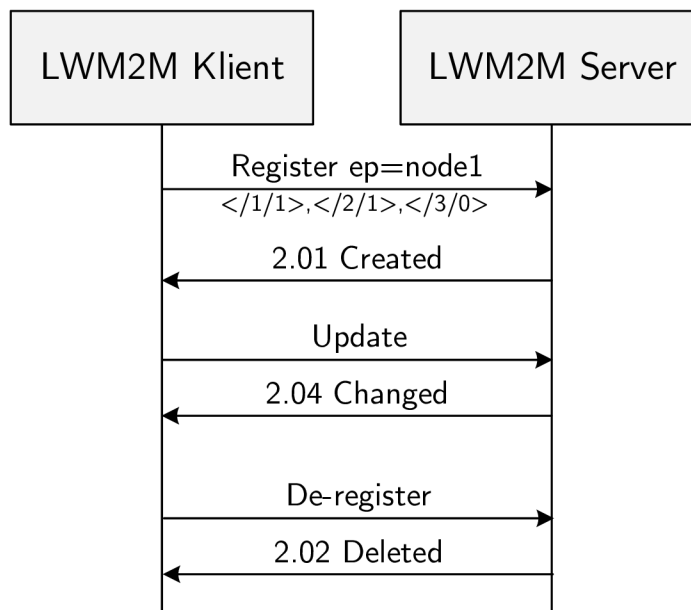 LWM2M Klient
LWM2M Server
Register ep=node1
</1/1>,</2/1>,</3/0>
2.01 Created
Update
2.04 Changed
De-register
2.02 Deleted